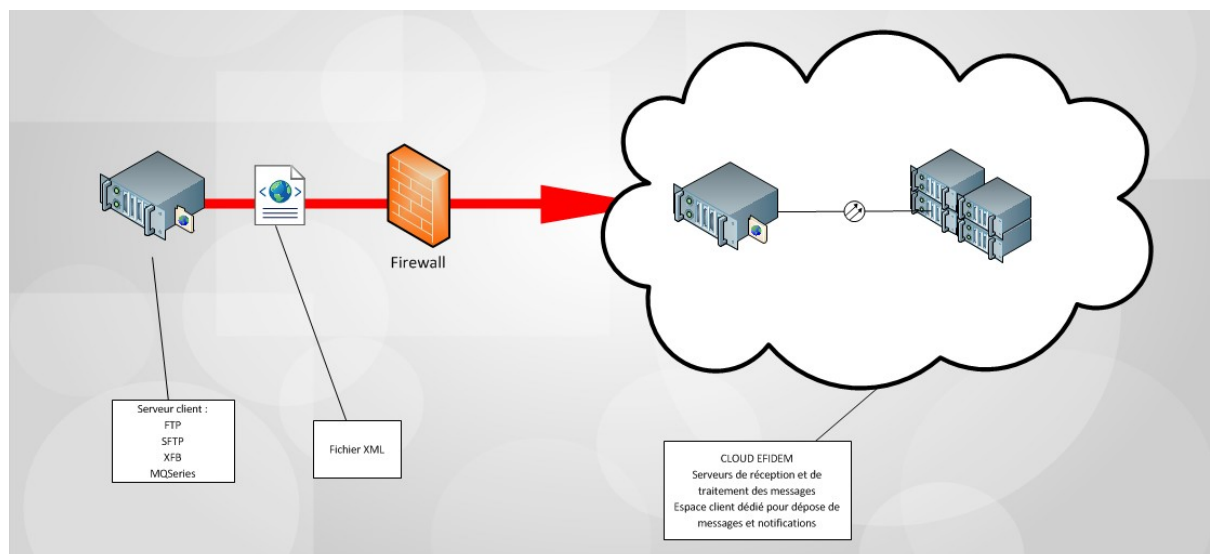 Firewall
Serveur client :
FTP
SFTP
XFB
MQSeries
Fichier XML
CLOUD EFIDEM
Serveurs de réception et de
traitement des messages
Espace client dédié pour dépose de
messages et notifications